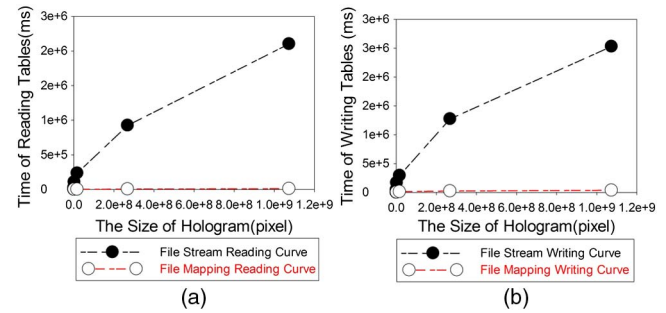 3e+6
2e+6
2e+6
1e+6
5e+5
0
Time of Reading Tables(ms)
0.0 2.0e+8 4.0e+8 6.0e+8 8.0e+8 1.0e+9 1.2e+9
The Size of Hologram(pixel)
File Stream Reading Curve
File Mapping Reading Curve
(a)
3e+6
2e+6
2e+6
1e+6
5e+5
0
Time of Writing Tables(ms)
0.0 2.0e+8 4.0e+8 6.0e+8 8.0e+8 1.0e+9 1.2e+9
The Size of Hologram(pixel)
File Stream Writing Curve
File Mapping Writing Curve
(b)